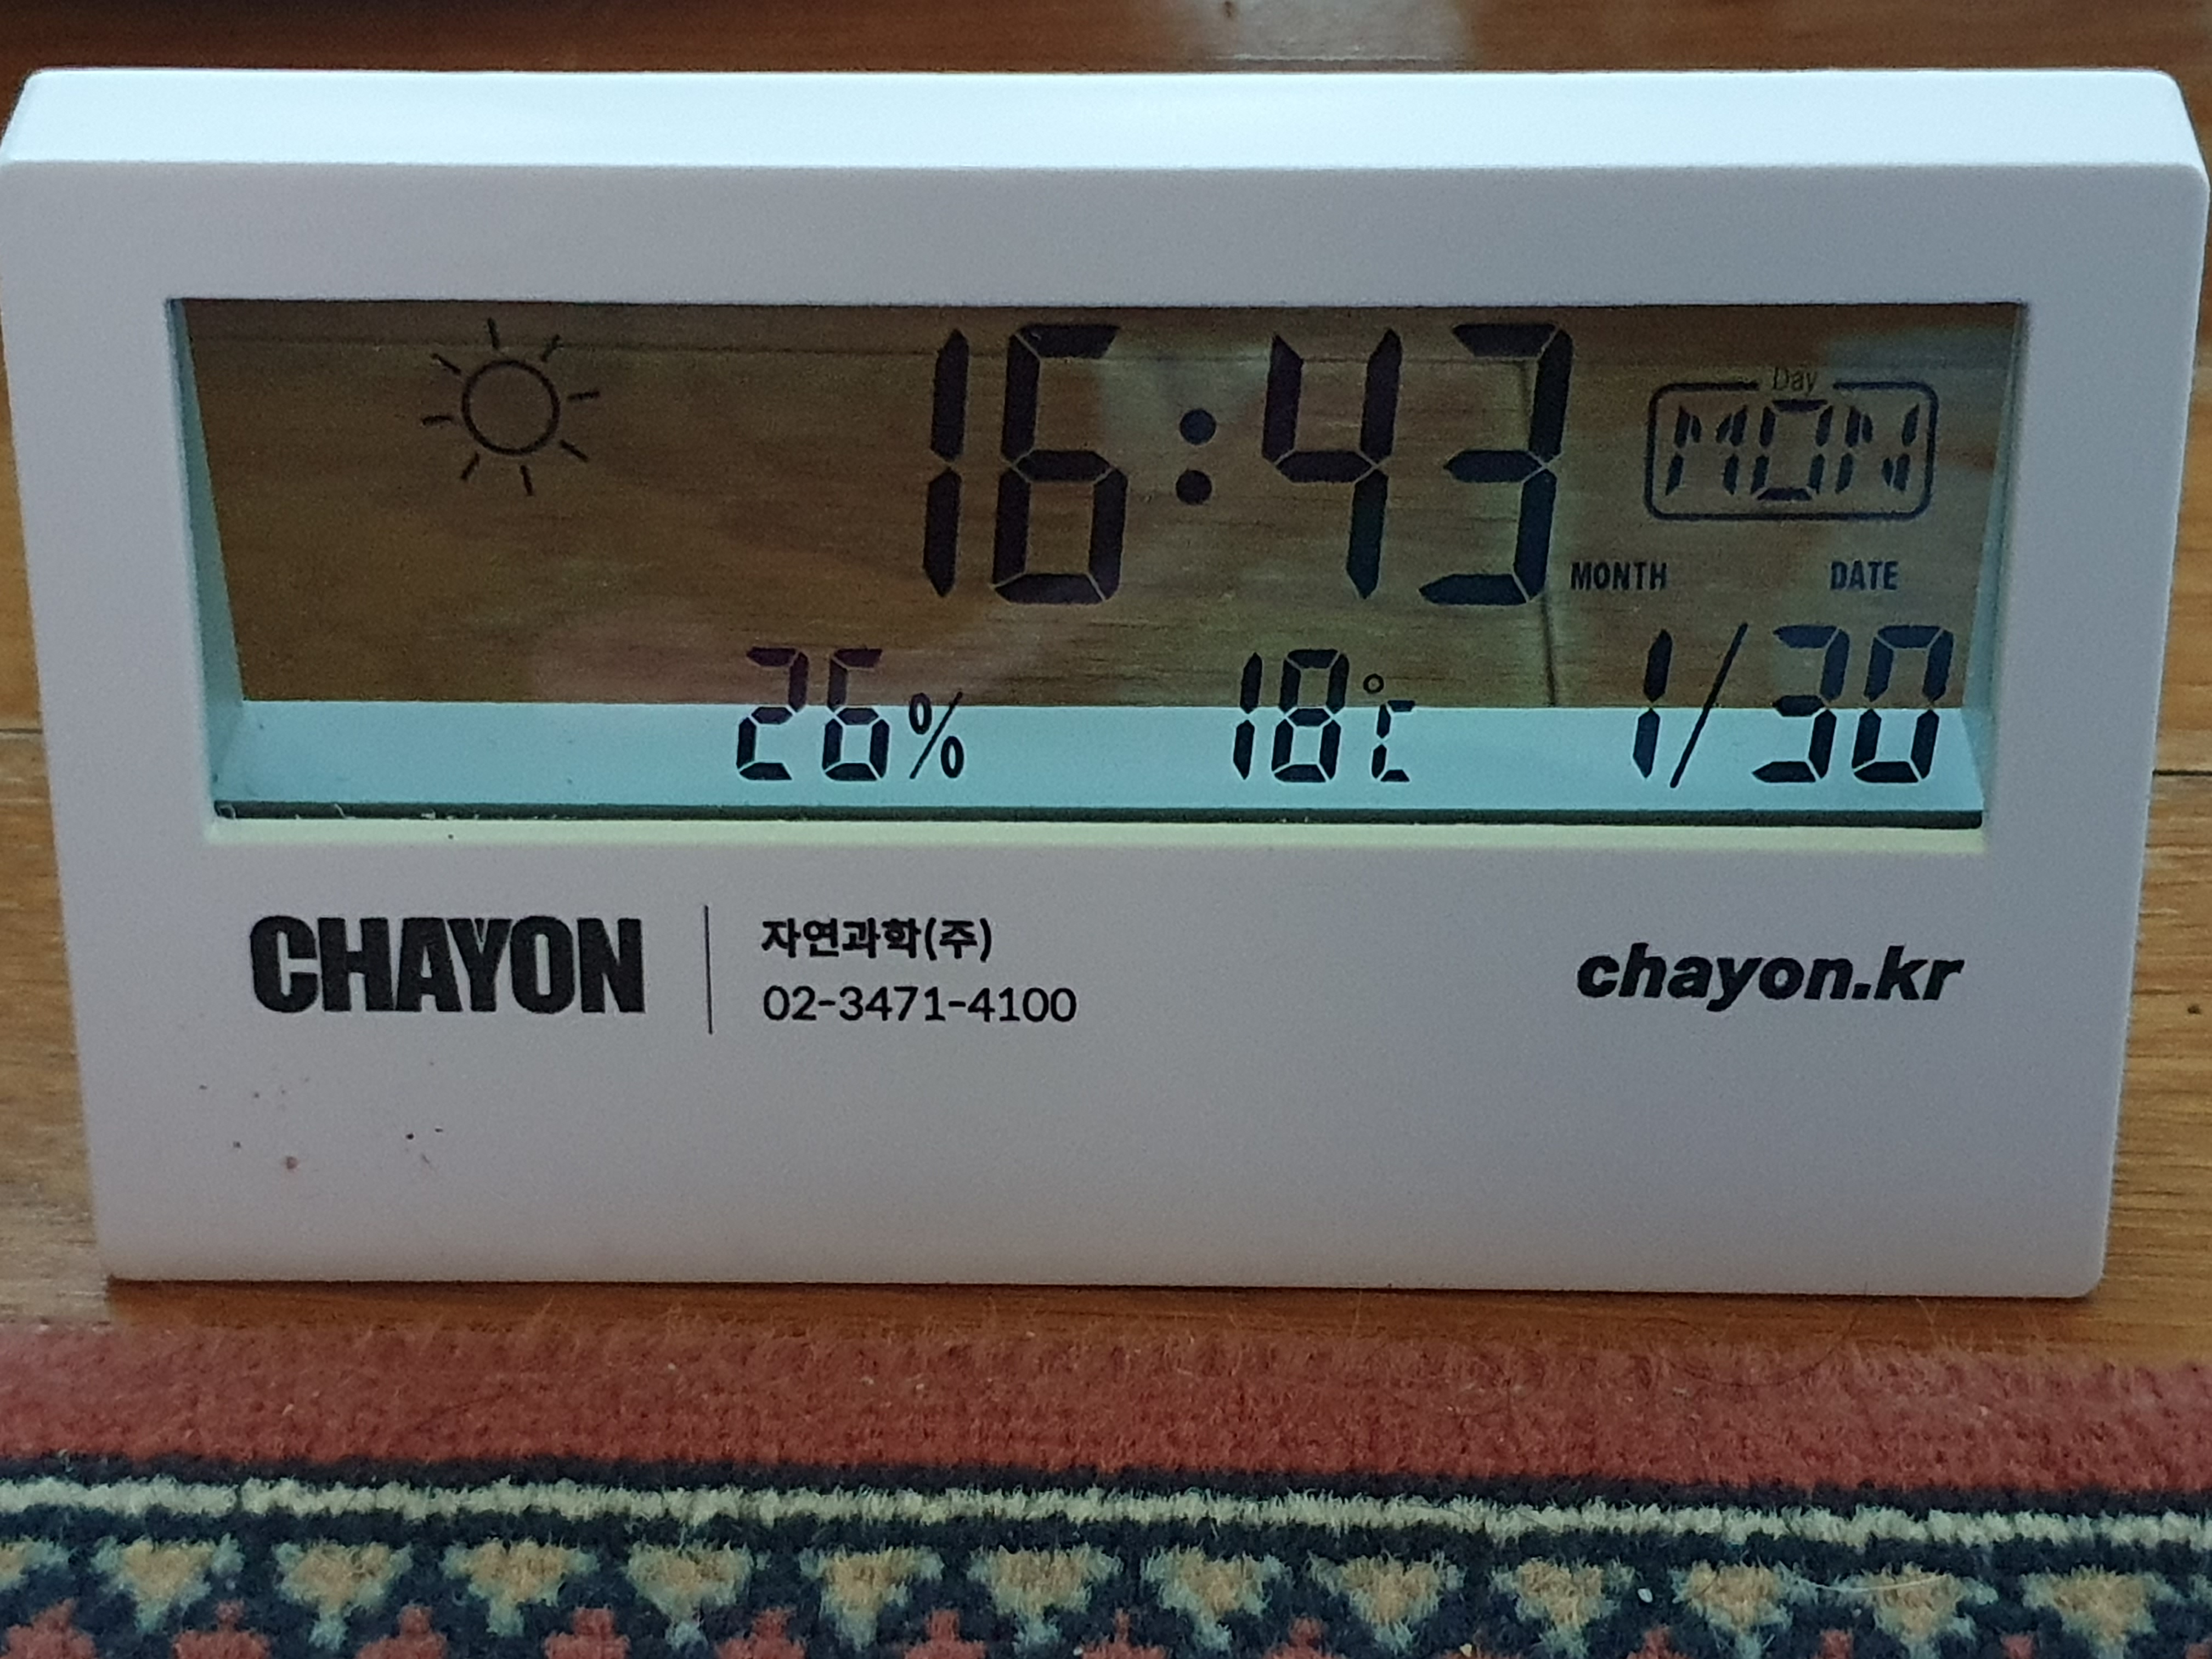 16:43
Day
MON
MONTH DATE
26% 18℃ 1/30
CHAYON
자연과학(주)
02-3471-4100
chayon.kr